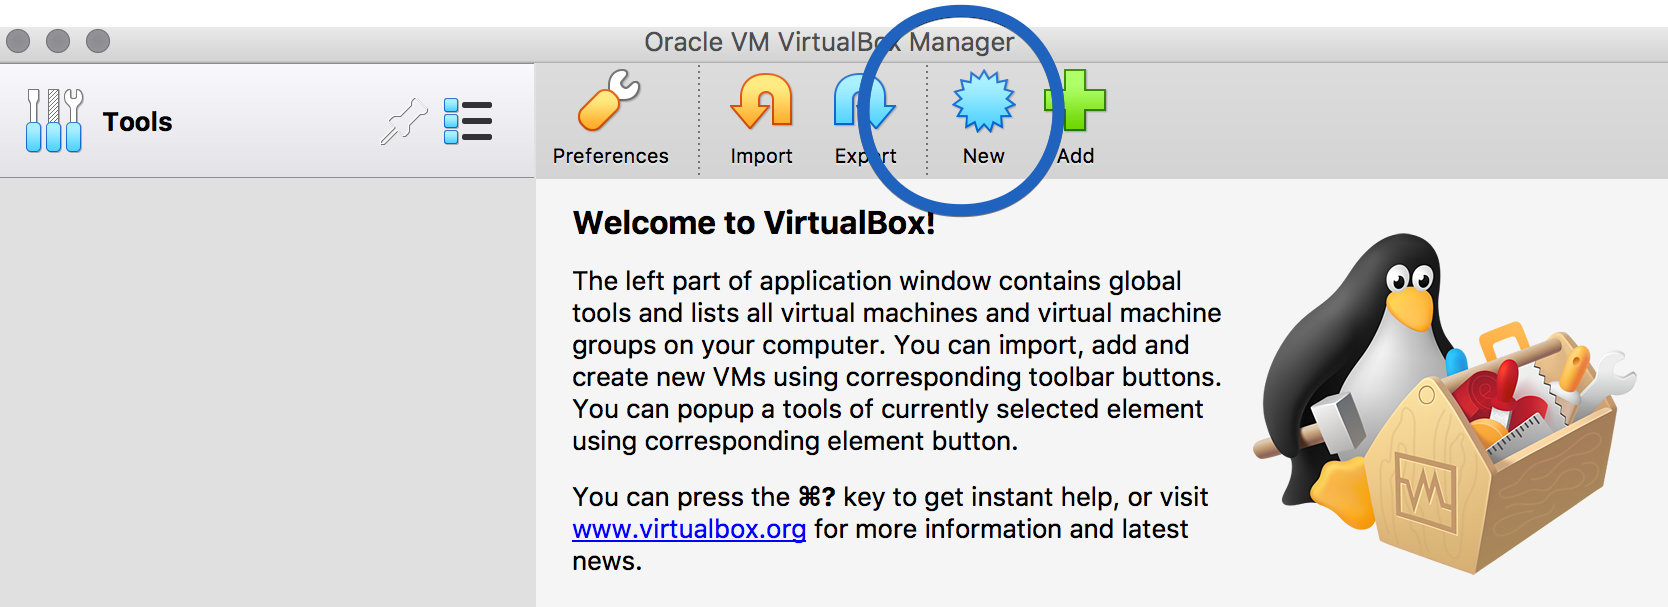 Oracle VM VirtualBox Manager
Tools
Preferences
Import
Export
New
Add
Welcome to VirtualBox!
The left part of application window contains global
tools and lists all virtual machines and virtual machine
groups on your computer. You can import, add and
create new VMs using corresponding toolbar buttons.
You can popup a tools of currently selected element
using corresponding element button.
You can press the ⌘? key to get instant help, or visit
www.virtualbox.org for more information and latest
news.